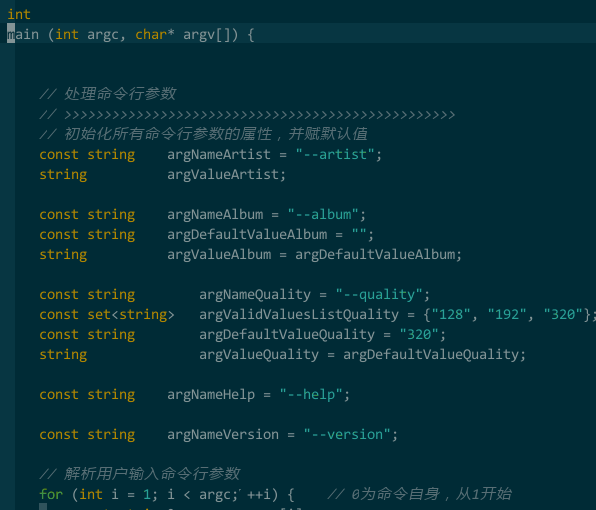 int
main (int argc, char* argv[]) {
// 处理命令行参数
// >>>>>>>>>>>>>>>>>>>>>>>>>>>>>>>>>>>>>>>>>>>>>>>>>
// 初始化所有命令行参数的属性，并赋默认值
const string    argNameArtist = "--artist";
string          argValueArtist;
const string    argNameAlbum = "--album";
const string    argDefaultValueAlbum = "";
string          argValueAlbum = argDefaultValueAlbum;
const string        argNameQuality = "--quality";
const set<string>   argValidValuesListQuality = {"128", "192", "320"};
const string        argDefaultValueQuality = "320";
string              argValueQuality = argDefaultValueQuality;
const string    argNameHelp = "--help";
const string    argNameVersion = "--version";
// 解析用户输入命令行参数
for (int i = 1; i < argc; ++i) {    // 0为命令自身，从1开始